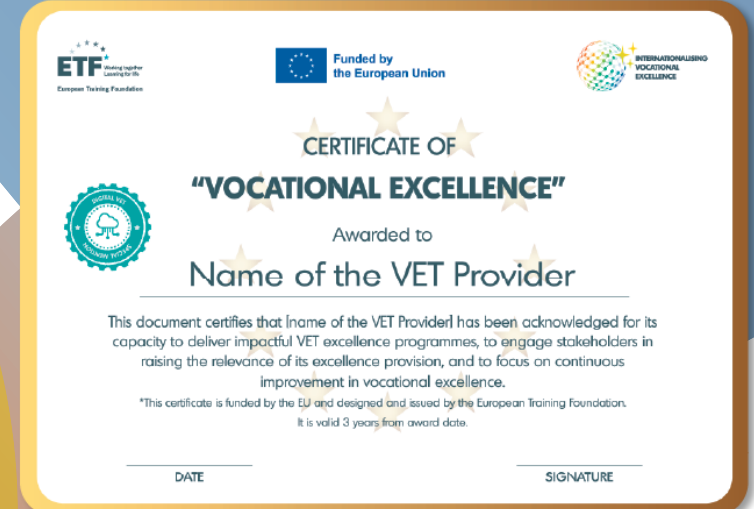 ETF
Working together
Learning for life
European Training Foundation
Funded by
the European Union
INTERNATIONALISING
VOCATIONAL
EXCELLENCE
CERTIFICATE OF
“VOCATIONAL EXCELLENCE”
DIGITAL VET
SPECIAL MENTION
Awarded to
Name of the VET Provider
This document certifies that [name of the VET Provider] has been acknowledged for its
capacity to deliver impactful VET excellence programmes, to engage stakeholders in
raising the relevance of its excellence provision, and to focus on continuous
improvement in vocational excellence.
*This certificate is funded by the EU and designed and issued by the European Training Foundation.
It is valid 3 years from award date.
DATE
SIGNATURE